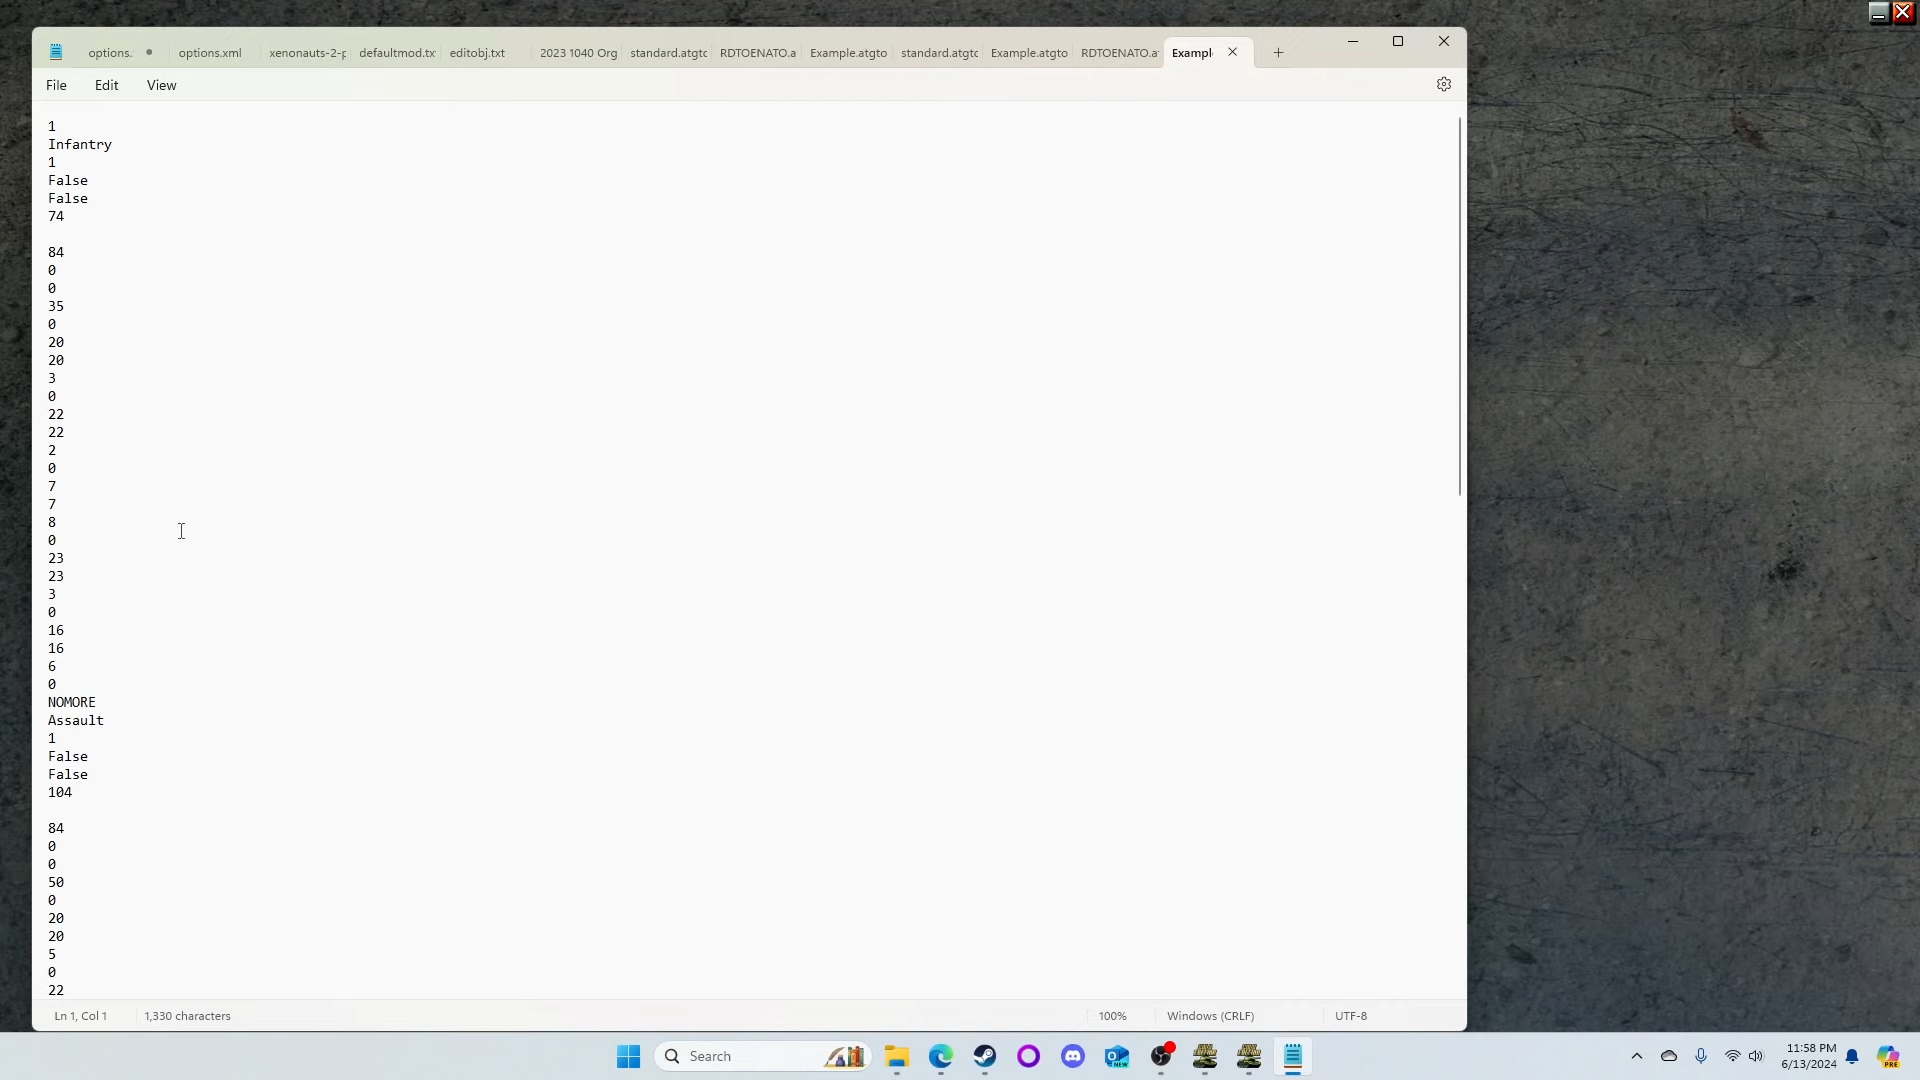 options.
options.xml
xenonauts-2-p
defaultmod.tx
editobj.txt
2023 1040 Org
standard.atgtc
RDTOENATO.a
Example.atgto
standard.atgtc
Example.atgto
RDTOENATO.a
Exampl
File
Edit
View
1
Infantry
1
False
False
74
84
0
0
35
0
20
20
3
0
22
22
2
0
7
7
8
0
23
23
3
0
16
16
6
0
NOMORE
Assault
1
False
False
104
84
0
0
50
0
20
20
5
0
22
Ln 1, Col 1
1,330 characters
100%
Windows (CRLF)
UTF-8
Search
NEW
11:58 PM
6/13/2024
PRE